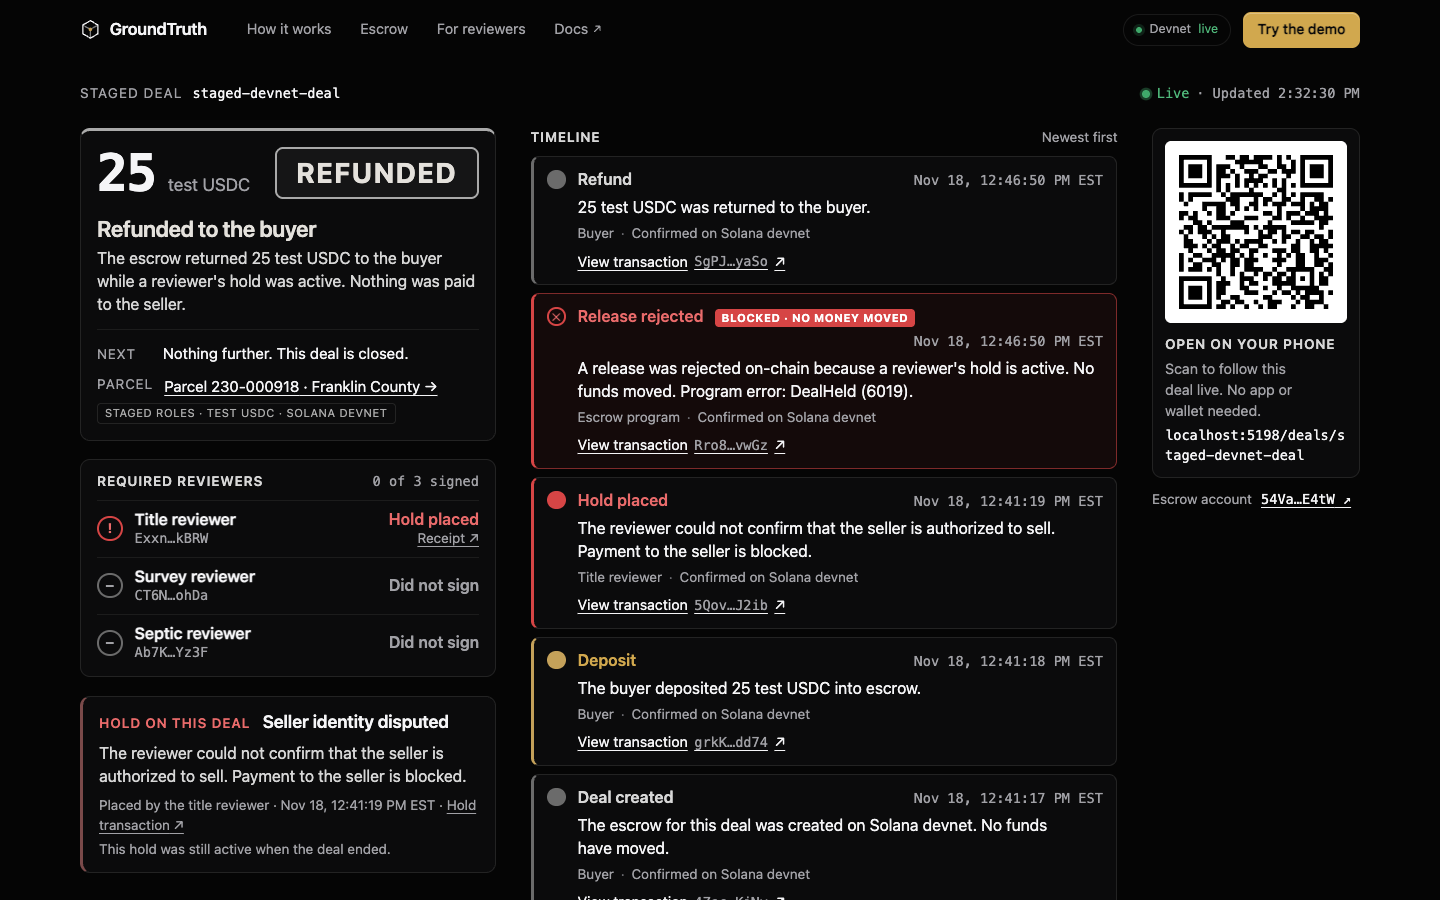 GroundTruth
How it works
Escrow
For reviewers
Docs ↗
Devnet live
Try the demo
STAGED DEAL staged-devnet-deal
Live · Updated 2:32:30 PM
25 test USDC
REFUNDED
Refunded to the buyer
The escrow returned 25 test USDC to the buyer
while a reviewer's hold was active. Nothing was paid
to the seller.
NEXT Nothing further. This deal is closed.
PARCEL Parcel 230-000918 · Franklin County →
STAGED ROLES · TEST USDC · SOLANA DEVNET
REQUIRED REVIEWERS 0 of 3 signed
Title reviewer Hold placed
Exxn…kBRW Receipt ↗
Survey reviewer Did not sign
CT6N…ohDa
Septic reviewer Did not sign
Ab7K…Yz3F
HOLD ON THIS DEAL Seller identity disputed
The reviewer could not confirm that the seller is
authorized to sell. Payment to the seller is blocked.
Placed by the title reviewer · Nov 18, 12:41:19 PM EST · Hold
transaction ↗
This hold was still active when the deal ended.
TIMELINE Newest first
Refund Nov 18, 12:46:50 PM EST
25 test USDC was returned to the buyer.
Buyer · Confirmed on Solana devnet
View transaction SgPJ…yaSo ↗
Release rejected BLOCKED · NO MONEY MOVED
Nov 18, 12:46:50 PM EST
A release was rejected on-chain because a reviewer's hold is active. No
funds moved. Program error: DealHeld (6019).
Escrow program · Confirmed on Solana devnet
View transaction Rro8…vwGz ↗
Hold placed Nov 18, 12:41:19 PM EST
The reviewer could not confirm that the seller is authorized to sell.
Payment to the seller is blocked.
Title reviewer · Confirmed on Solana devnet
View transaction 5Qov…J2ib ↗
Deposit Nov 18, 12:41:18 PM EST
The buyer deposited 25 test USDC into escrow.
Buyer · Confirmed on Solana devnet
View transaction grkK…dd74 ↗
Deal created Nov 18, 12:41:17 PM EST
The escrow for this deal was created on Solana devnet. No funds
have moved.
Buyer · Confirmed on Solana devnet
View transaction
OPEN ON YOUR PHONE
Scan to follow this
deal live. No app or
wallet needed.
localhost:5198/deals/s
taged-devnet-deal
Escrow account 54Va…E4tW ↗